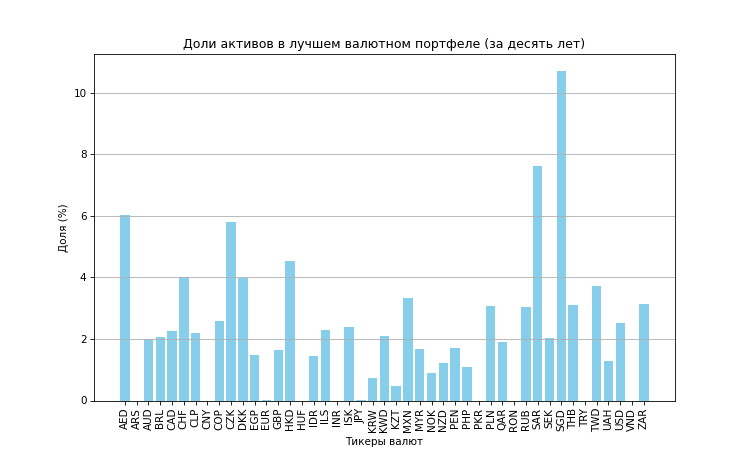 Доли активов в лучшем валютном портфеле (за десять лет)
Доля (%)
10
8
6
4
2
0
AED
ARS
AUD
BRL
CAD
CHF
CLP
CNY
COP
CZK
DKK
EGP
EUR
GBP
HKD
HUF
IDR
ILS
INR
ISK
JPY
KRW
KWD
KZT
MXN
MYR
NOK
NZD
PEN
PHP
PKR
PLN
QAR
RON
RUB
SAR
SEK
SGD
THB
TRY
TWD
UAH
USD
VND
ZAR
Тикеры валют